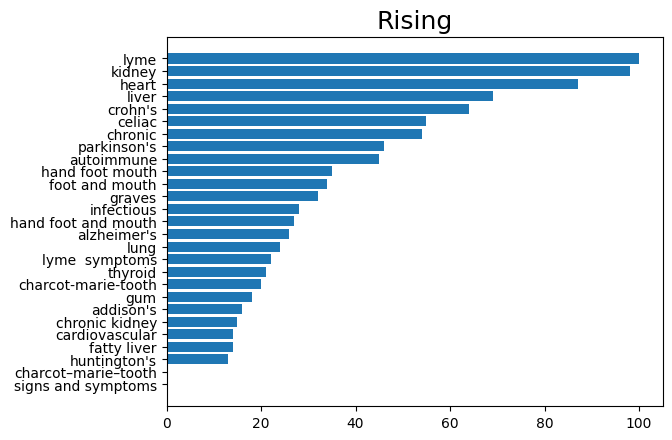 Rising
lyme
kidney
heart
liver
crohn's
celiac
chronic
parkinson's
autoimmune
hand foot mouth
foot and mouth
graves
infectious
hand foot and mouth
alzheimer's
lung
lyme  symptoms
thyroid
charcot-marie-tooth
gum
addison's
chronic kidney
cardiovascular
fatty liver
huntington's
charcot–marie–tooth
signs and symptoms
0 20 40 60 80 100